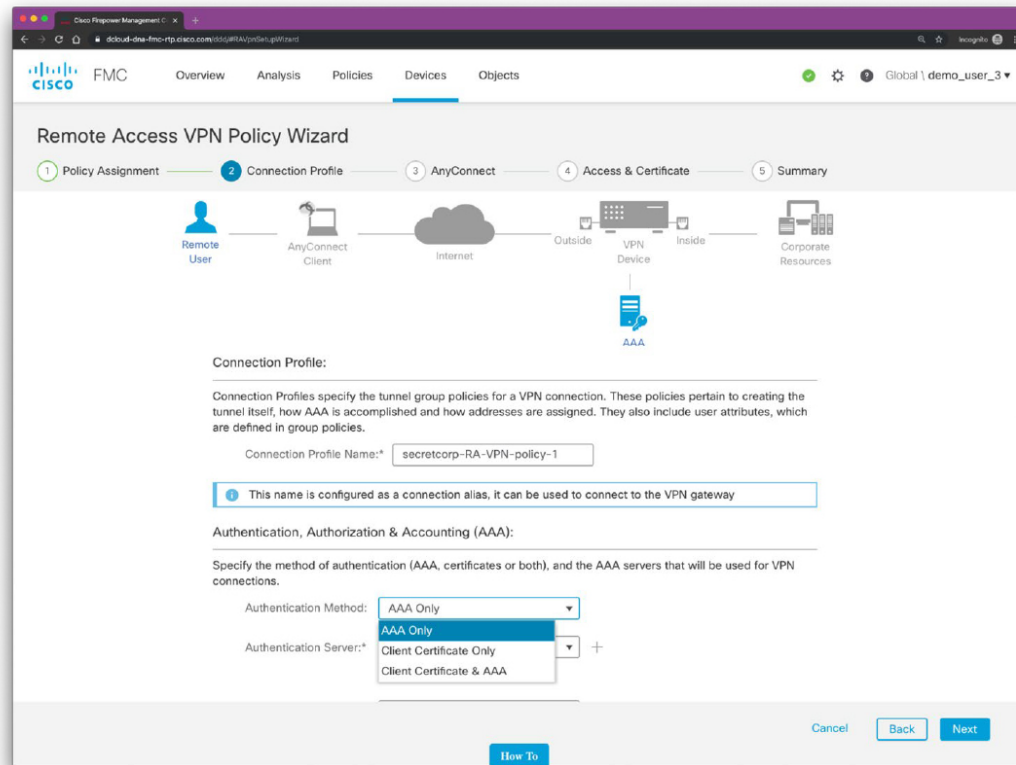 Cisco Firepower Management C
dcloud-dna-fmc-rtp.cisco.com/ddd/#RAVpnSetupWizard
Incognito
CISCO
FMC
Overview
Analysis
Policies
Devices
Objects
Global \ demo_user_3
Remote Access VPN Policy Wizard
1 Policy Assignment
2 Connection Profile
3 AnyConnect
4 Access & Certificate
5 Summary
Remote
User
AnyConnect
Client
Internet
Outside
VPN
Device
Inside
Corporate
Resources
AAA
Connection Profile:
Connection Profiles specify the tunnel group policies for a VPN connection. These policies pertain to creating the
tunnel itself, how AAA is accomplished and how addresses are assigned. They also include user attributes, which
are defined in group policies.
Connection Profile Name:* secretcorp-RA-VPN-policy-1
This name is configured as a connection alias, it can be used to connect to the VPN gateway
Authentication, Authorization & Accounting (AAA):
Specify the method of authentication (AAA, certificates or both), and the AAA servers that will be used for VPN
connections.
Authentication Method: AAA Only
AAA Only
Authentication Server:* Client Certificate Only
Client Certificate & AAA
Cancel
Back
Next
How To